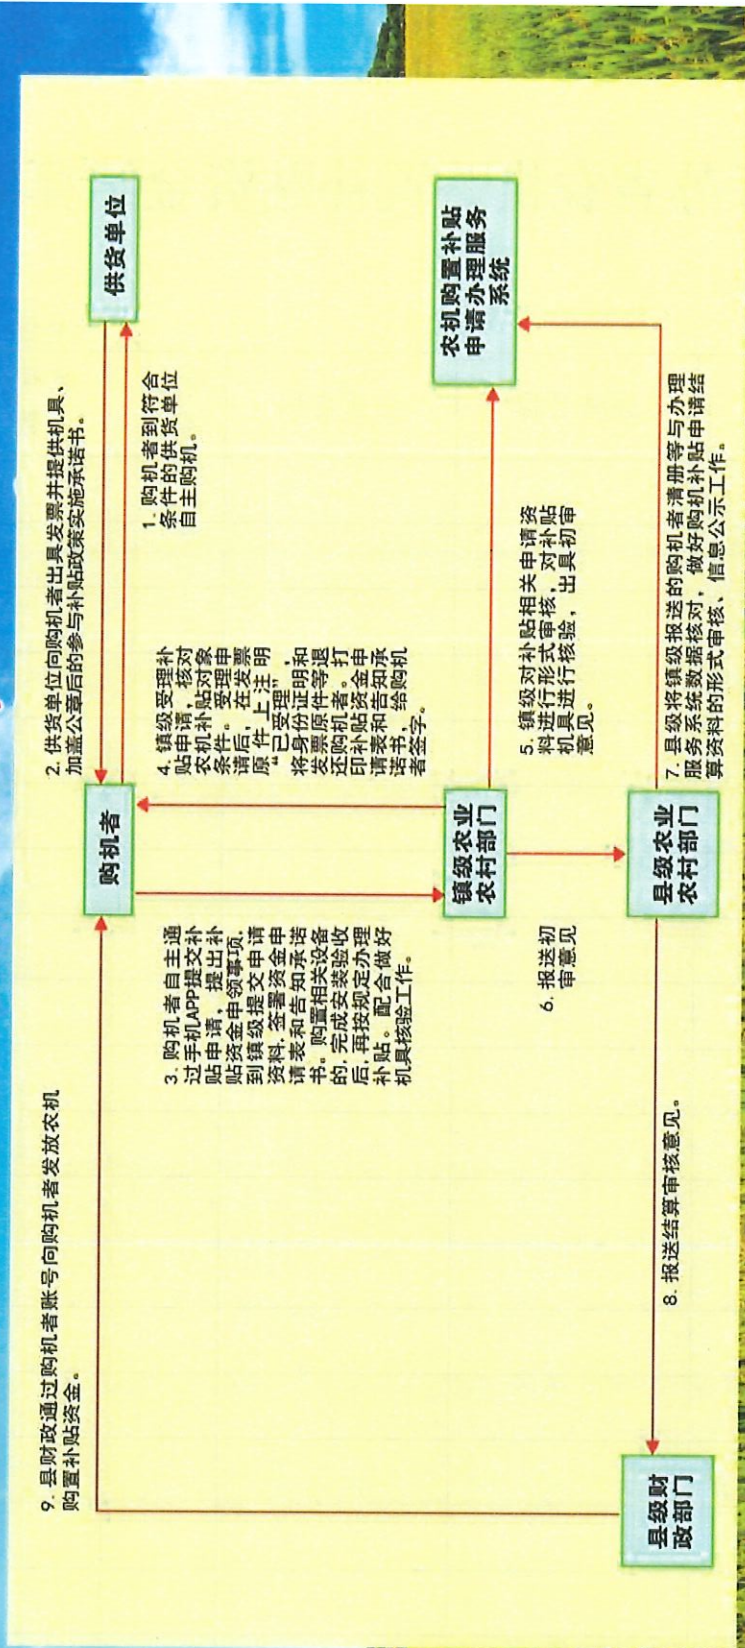 9. 县财政通过购机者账号向购机者发放农机
购置补贴资金。
2. 供货单位向购机者出具发票并提供机具、
加盖公章后的参与补贴政策实施承诺书。
购机者
供货单位
1. 购机者到符合
条件的供货单位
自主购机。
3. 购机者自主通
过手机APP提交补
贴申请，提出补
贴资金申领事项,
到镇级提交申请
资料,签署资金申
请表和告知承诺
书。购置相关设备
的,完成安装验收
后,再按规定办理
补贴。配合做好
机具核验工作。
4. 镇级受理补
贴申请，核对
农机补贴对象
条件。受理申
请后，在发票
原件上注明
“已受理”，
将身份证明和
发票原件等退
还购机者。打
印补贴资金申
请表和告知承
诺书，给购机
者签字。
镇级农业
农村部门
农机购置补贴
申请办理服务
系统
5. 镇级对补贴相关申请资
料进行形式审核，对补贴
机具进行核验，出具初审
意见。
6. 报送初
审意见
县级财
政部门
县级农业
农村部门
8. 报送结算审核意见。
7. 县级将镇级报送的购机者清册等与办理
服务系统数据核对，做好购机补贴申请结
算资料的形式审核、信息公示工作。